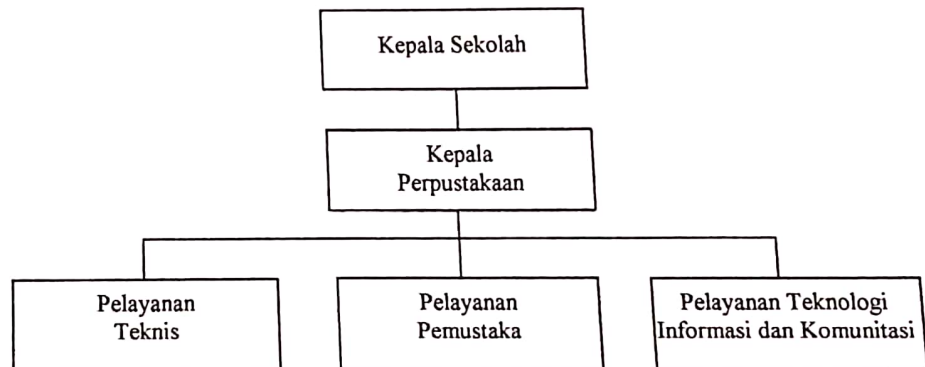 Kepala Sekolah
Kepala
Perpustakaan
Pelayanan
Teknis
Pelayanan
Pemustaka
Pelayanan Teknologi
Informasi dan Komunitasi